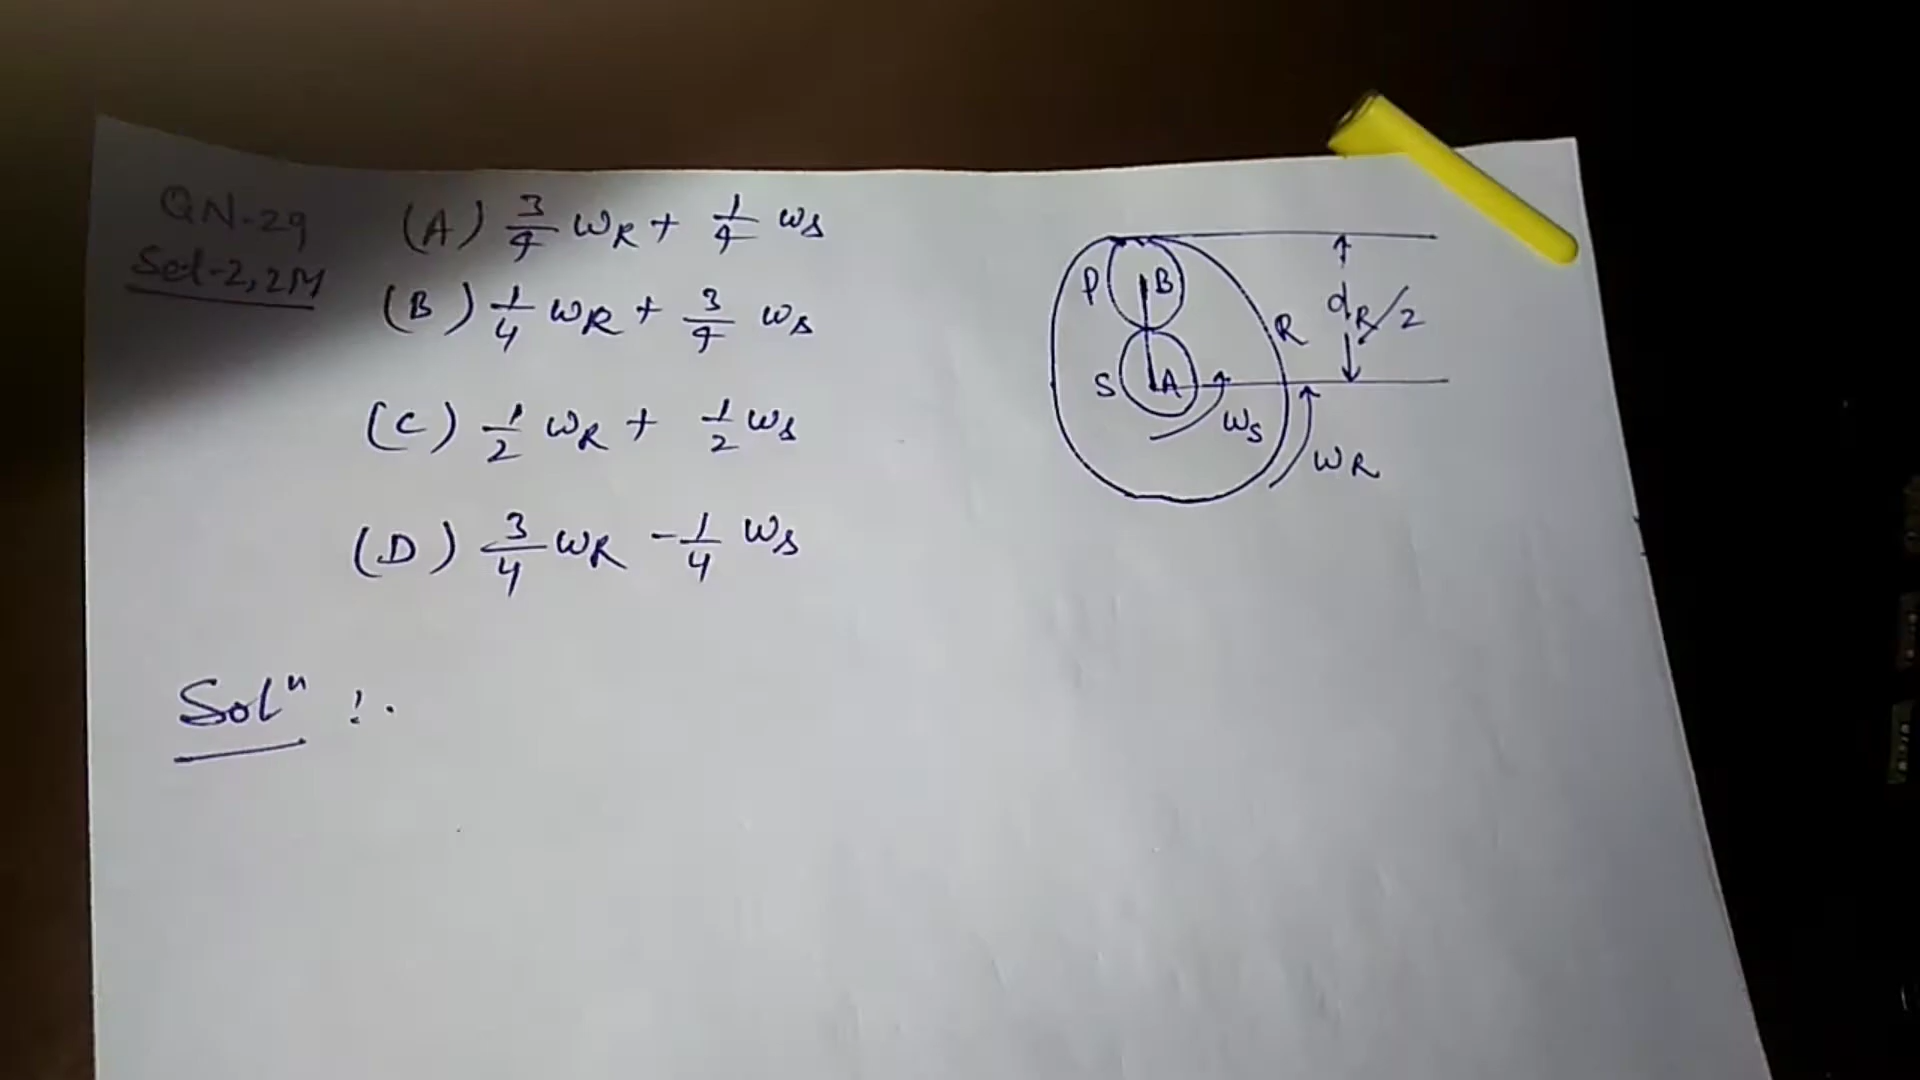 QN-29
Set-2, 2M
(A) 3/4 ωR + 1/4 ωs
(B) 1/4 ωR + 3/4 ωs
(C) 1/2 ωR + 1/2 ωs
(D) 3/4 ωR - 1/4 ωs
P B
R
dR/2
S A
ωs
ωR
Solⁿ :.